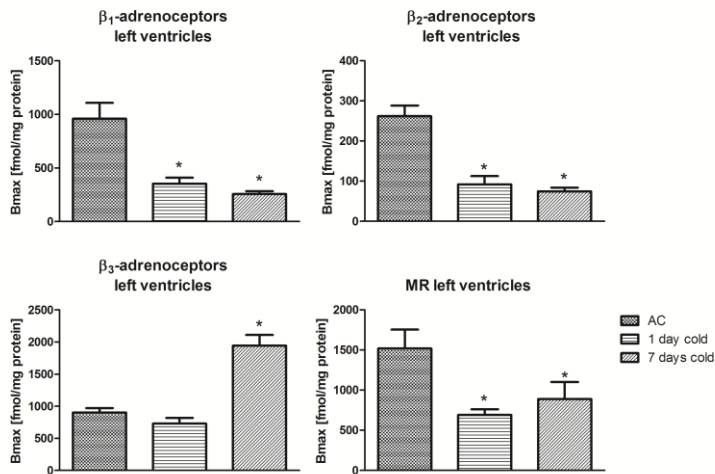 β1-adrenoceptors
left ventricles
Bmax [fmol/mg protein]
1500
1000
500
0
*
*
β2-adrenoceptors
left ventricles
Bmax [fmol/mg protein]
400
300
200
100
0
*
*
β3-adrenoceptors
left ventricles
Bmax [fmol/mg protein]
2500
2000
1500
1000
500
0
*
MR left ventricles
Bmax [fmol/mg protein]
2000
1500
1000
500
0
*
*
AC
1 day cold
7 days cold